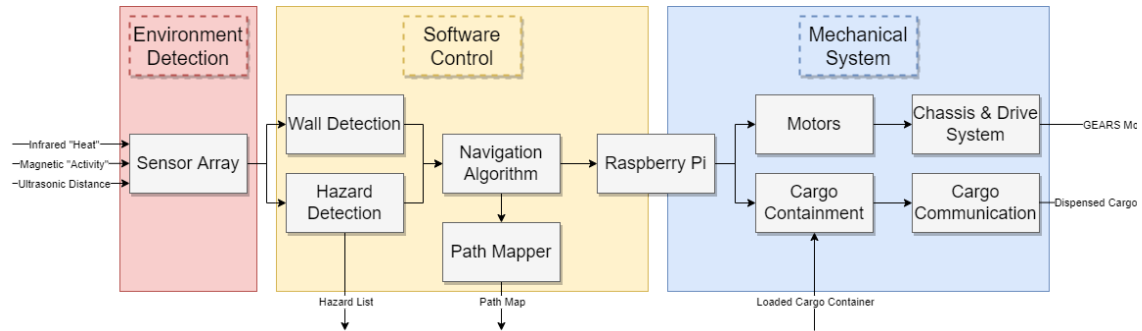 Environment
Detection
Software
Control
Mechanical
System
Infrared "Heat"
Magnetic "Activity"
Ultrasonic Distance
Sensor Array
Wall Detection
Hazard
Detection
Navigation
Algorithm
Path Mapper
Raspberry Pi
Motors
Chassis & Drive
System
Cargo
Containment
Cargo
Communication
GEARS Mo
Dispensed Cargo
Hazard List
Path Map
Loaded Cargo Container